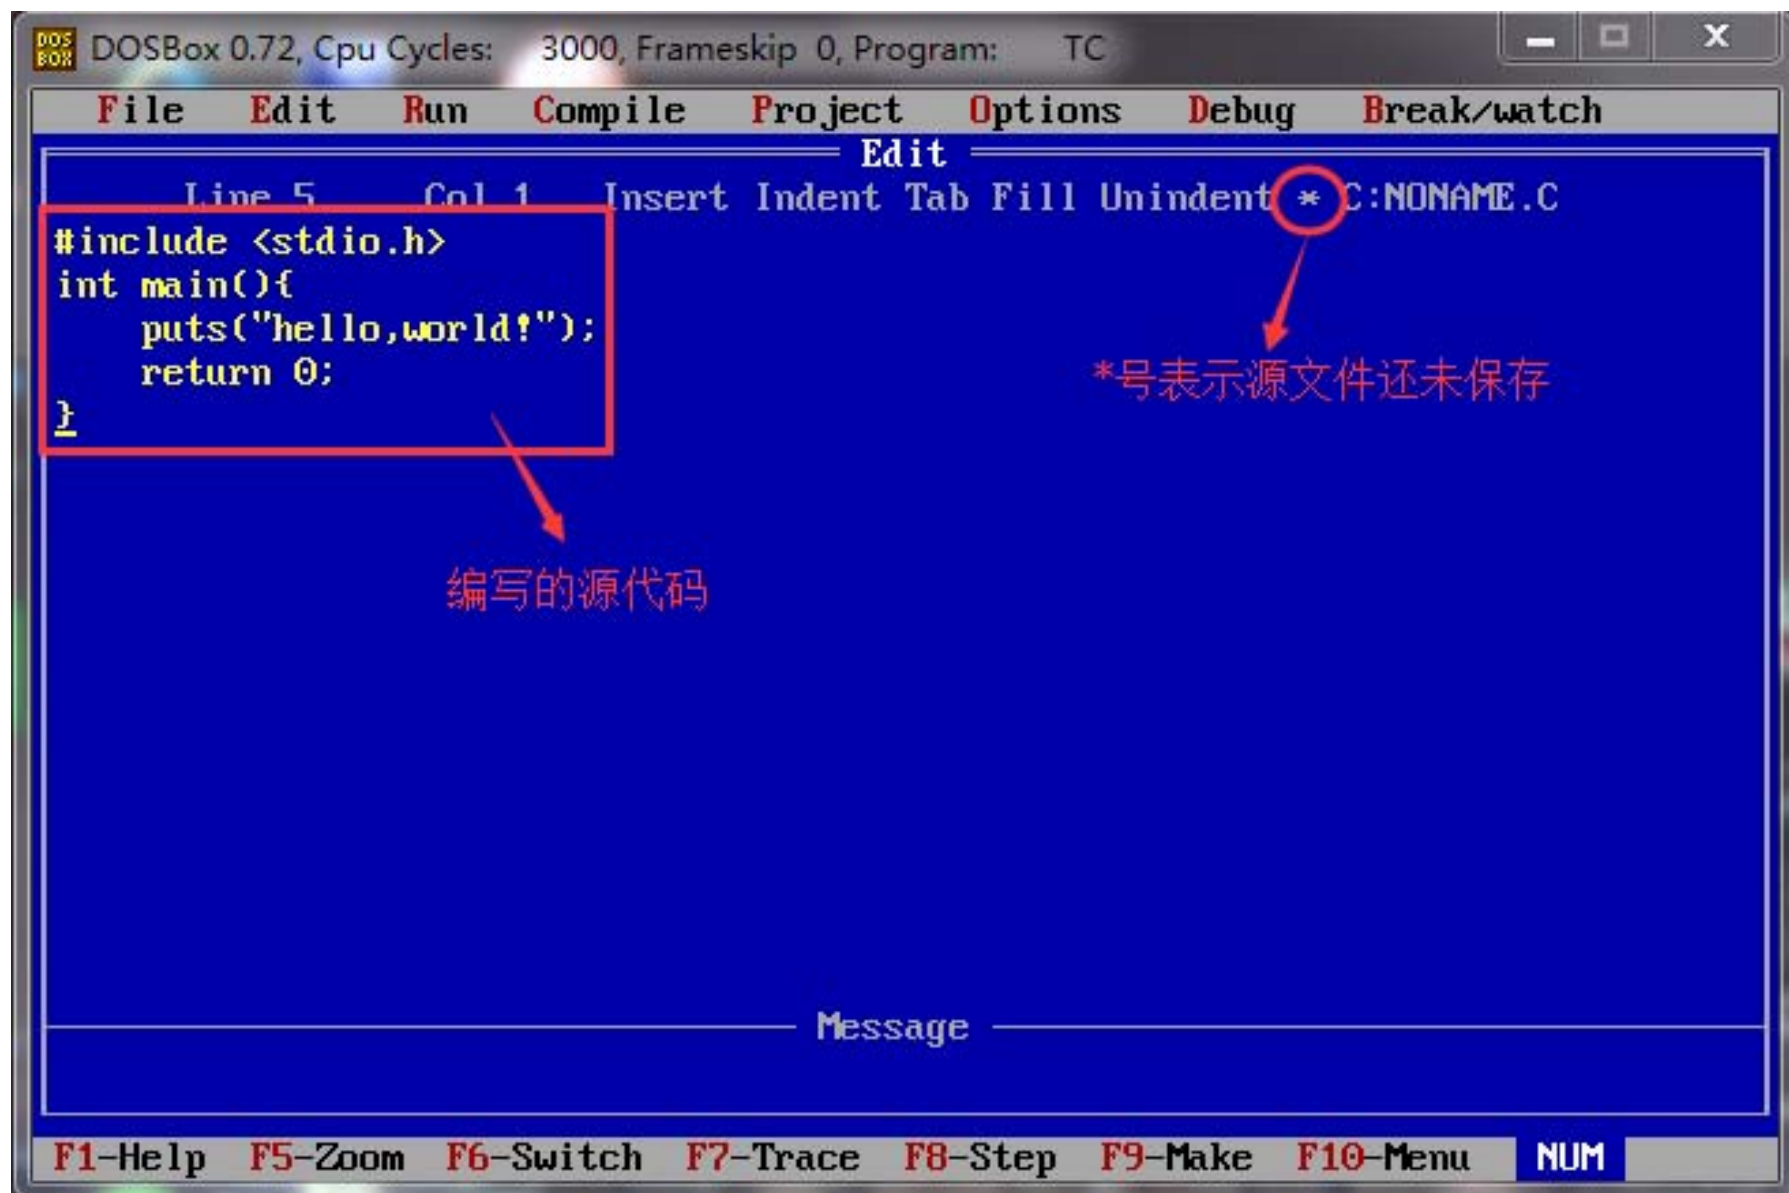 DOS BOX DOSBox 0.72, Cpu Cycles: 3000, Frameskip 0, Program: TC
File Edit Run Compile Project Options Debug Break/watch
Edit
Line 5 Col 1 Insert Indent Tab Fill Unindent * C:NONAME.C
#include <stdio.h>
int main(){
puts("hello,world!");
return 0;
}
*号表示源文件还未保存
编写的源代码
Message
F1-Help F5-Zoom F6-Switch F7-Trace F8-Step F9-Make F10-Menu NUM